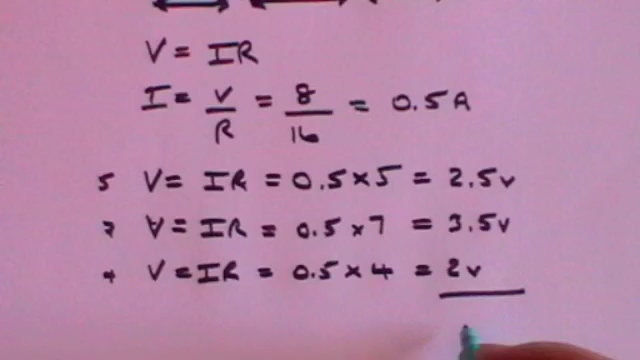 V = IR
I = V/R = 8/16 = 0.5A
5 V = IR = 0.5 × 5 = 2.5v
7 V = IR = 0.5 × 7 = 3.5v
4 V = IR = 0.5 × 4 = 2v